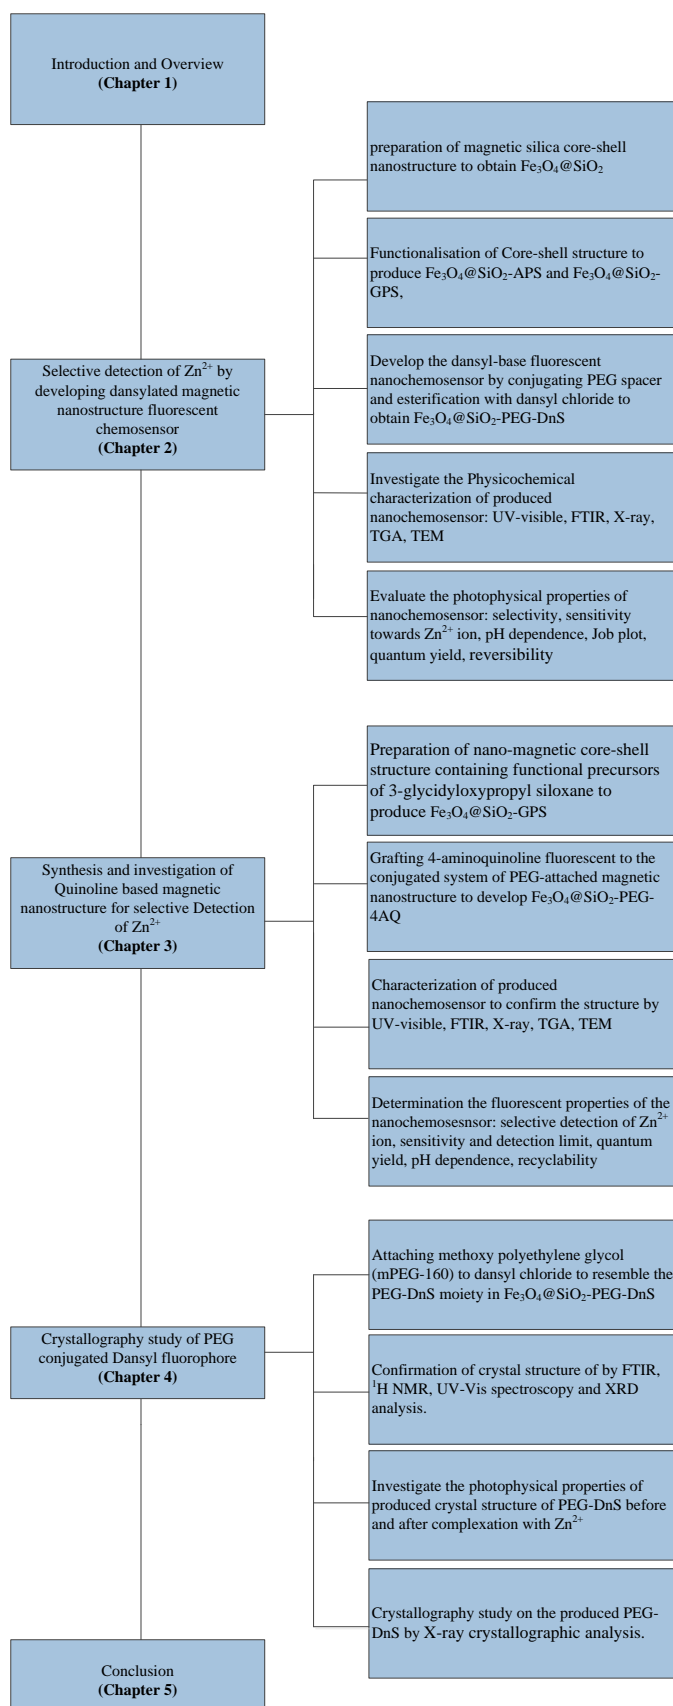 Introduction and Overview
(Chapter 1)
preparation of magnetic silica core-shell
nanostructure to obtain Fe₃O₄@SiO₂
Functionalisation of Core-shell structure to
produce Fe₃O₄@SiO₂-APS and Fe₃O₄@SiO₂-
GPS,
Selective detection of Zn²⁺ by
developing dansylated magnetic
nanostructure fluorescent
chemosensor
(Chapter 2)
Develop the dansyl-base fluorescent
nanochemosensor by conjugating PEG spacer
and esterification with dansyl chloride to
obtain Fe₃O₄@SiO₂-PEG-DnS
Investigate the Physicochemical
characterization of produced
nanochemosensor: UV-visible, FTIR, X-ray,
TGA, TEM
Evaluate the photophysical properties of
nanochemosensor: selectivity, sensitivity
towards Zn²⁺ ion, pH dependence, Job plot,
quantum yield, reversibility
Preparation of nano-magnetic core-shell
structure containing functional precursors
of 3-glycidyloxypropyl siloxane to
produce Fe₃O₄@SiO₂-GPS
Synthesis and investigation of
Quinoline based magnetic
nanostructure for selective Detection
of Zn²⁺
(Chapter 3)
Grafting 4-aminoquinoline fluorescent to the
conjugated system of PEG-attached magnetic
nanostructure to develop Fe₃O₄@SiO₂-PEG-
4AQ
Characterization of produced
nanochemosensor to confirm the structure by
UV-visible, FTIR, X-ray, TGA, TEM
Determination the fluorescent properties of the
nanochemosesnsor: selective detection of Zn²⁺
ion, sensitivity and detection limit, quantum
yield, pH dependence, recyclability
Attaching methoxy polyethylene glycol
(mPEG-160) to dansyl chloride to resemble the
PEG-DnS moiety in Fe₃O₄@SiO₂-PEG-DnS
Crystallography study of PEG
conjugated Dansyl fluorophore
(Chapter 4)
Confirmation of crystal structure of by FTIR,
¹H NMR, UV-Vis spectroscopy and XRD
analysis.
Investigate the photophysical properties of
produced crystal structure of PEG-DnS before
and after complexation with Zn²⁺
Crystallography study on the produced PEG-
DnS by X-ray crystallographic analysis.
Conclusion
(Chapter 5)